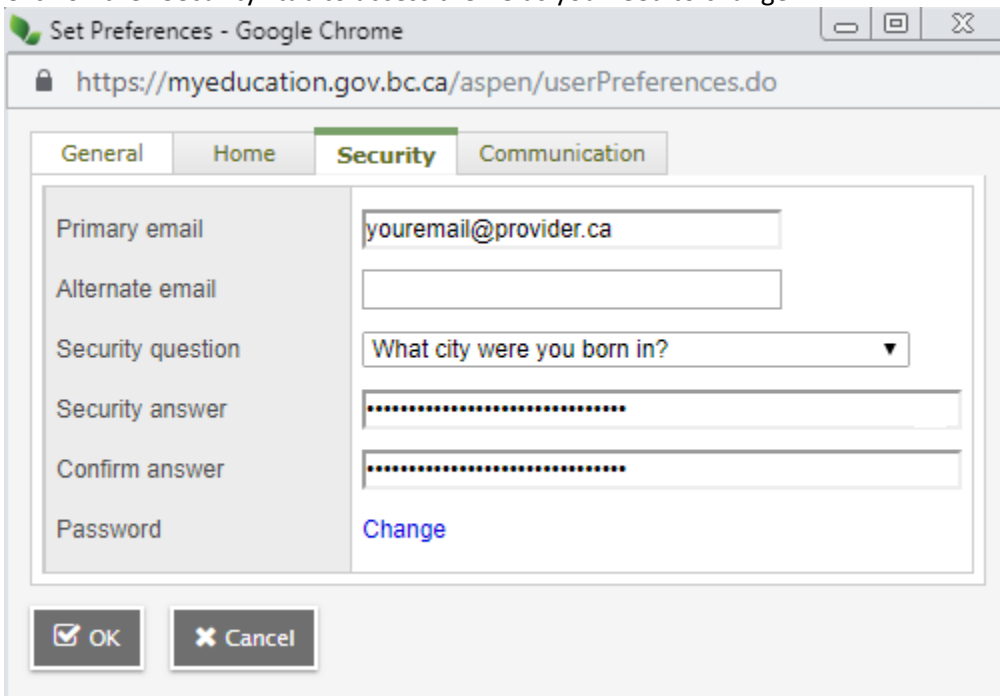 Set Preferences - Google Chrome
https://myeducation.gov.bc.ca/aspen/userPreferences.do
General Home Security Communication
Primary email youremail@provider.ca
Alternate email
Security question What city were you born in?
Security answer •••••••••••••••••••••••••••••••
Confirm answer •••••••••••••••••••••••••••••••
Password Change
OK Cancel